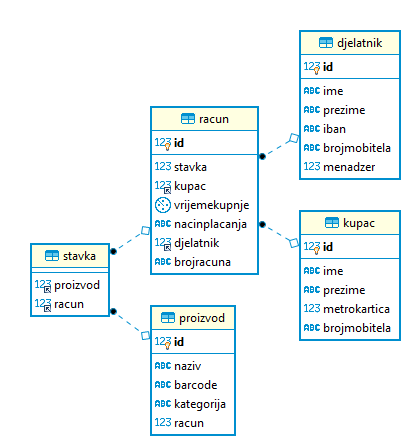 djelatnik
123 id
ABC ime
ABC prezime
ABC iban
ABC brojmobitela
123 menadzer
racun
123 id
123 stavka
123 kupac
vrijemekupnje
ABC nacinplacanja
123 djelatnik
ABC brojracuna
kupac
123 id
ABC ime
ABC prezime
123 metrokartica
ABC brojmobitela
stavka
123 proizvod
123 racun
proizvod
123 id
ABC naziv
ABC barcode
ABC kategorija
123 racun